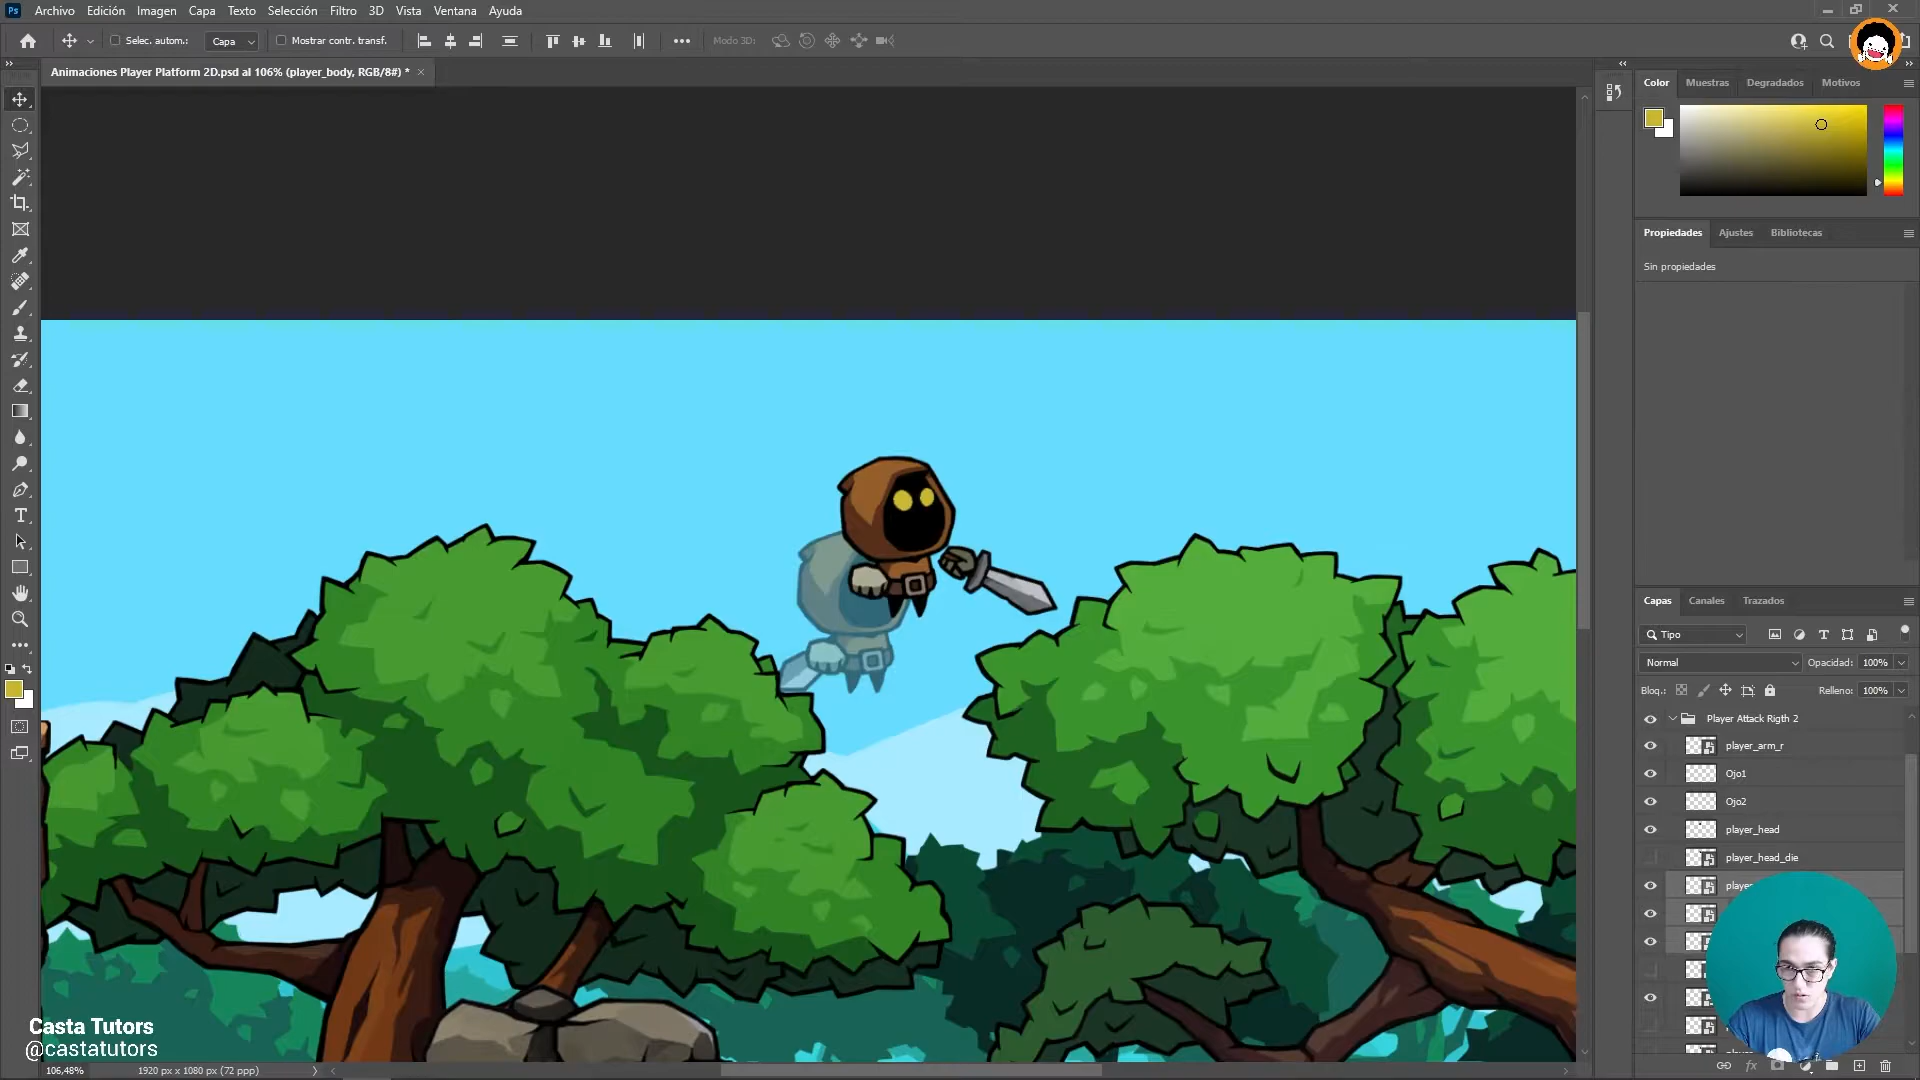 Ps Archivo Edición Imagen Capa Texto Selección Filtro 3D Vista Ventana Ayuda
Selec. autom.: Capa Mostrar contr. transf. Modo 3D:
Animaciones Player Platform 2D.psd al 106% (player_body, RGB/8#) *
Color Muestras Degradados Motivos
Propiedades Ajustes Bibliotecas
Sin propiedades
Capas Canales Trazados
Tipo
Normal Opacidad: 100%
Bloq.: Relleno: 100%
Player Attack Rigth 2
player_arm_r
Ojo1
Ojo2
player_head
player_head_die
Casta Tutors
@castatutors
106,48% 1920 px x 1080 px (72 ppp)